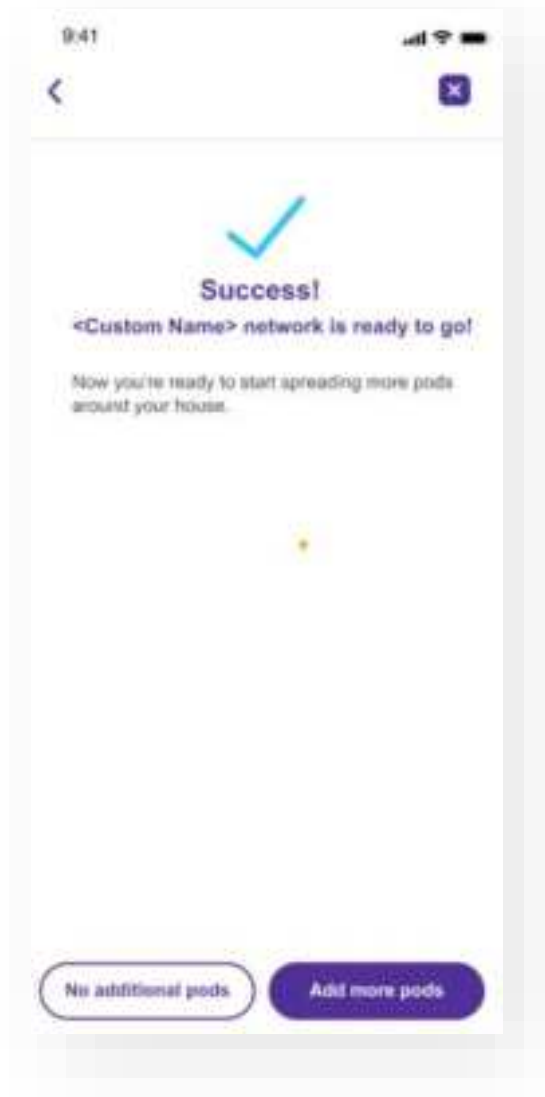 9:41
Success!
<Custom Name> network is ready to go!
Now you're ready to start spreading more pods
around your house.
No additional pods
Add more pods